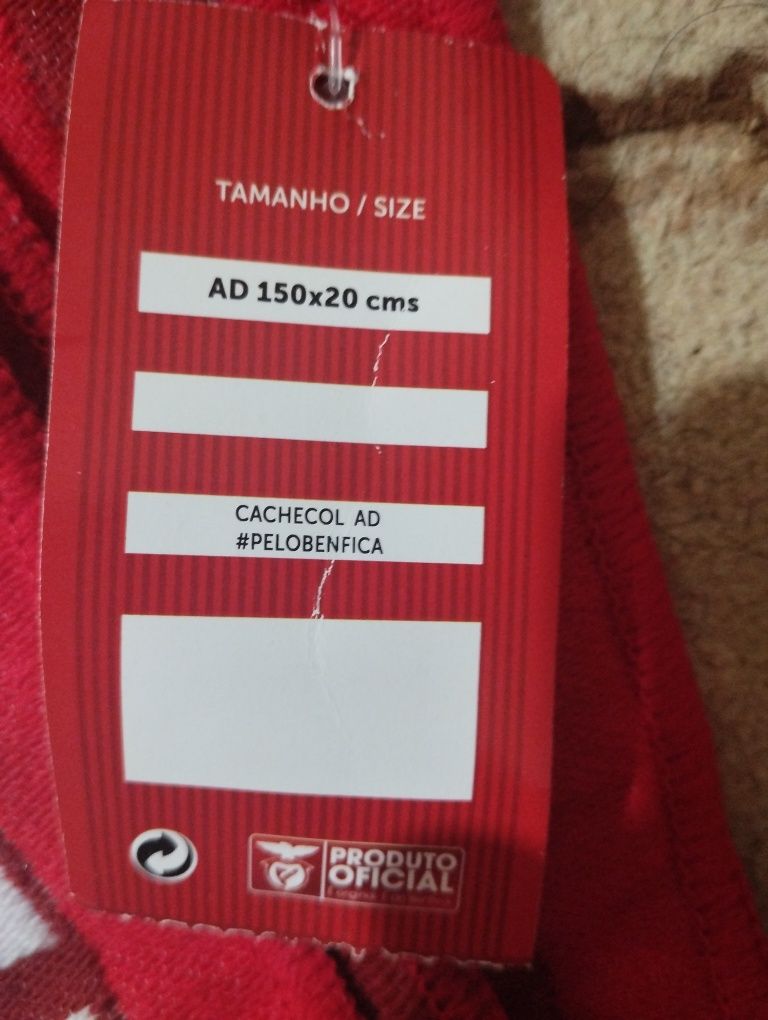 TAMANHO / SIZE
AD 150x20 cms
CACHECOL AD
#PELOBENFICA
PRODUTO
OFICIAL